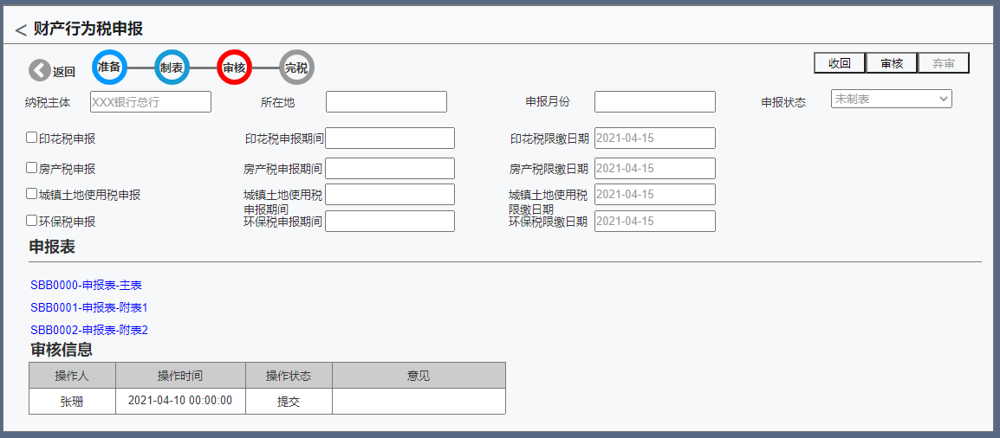 < 财产行为税申报
返回 准备 制表 审核 完税 收回 审核 弃审
纳税主体 XXX银行总行 所在地 申报月份 申报状态 未制表
印花税申报 印花税申报期间 印花税限缴日期 2021-04-15
房产税申报 房产税申报期间 房产税限缴日期 2021-04-15
城镇土地使用税申报 城镇土地使用税 城镇土地使用税 2021-04-15
申报期间 限缴日期
环保税申报 环保税申报期间 环保税限缴日期 2021-04-15
申报表
SBB0000-申报表-主表
SBB0001-申报表-附表1
SBB0002-申报表-附表2
审核信息
操作人 操作时间 操作状态 意见
张珊 2021-04-10 00:00:00 提交